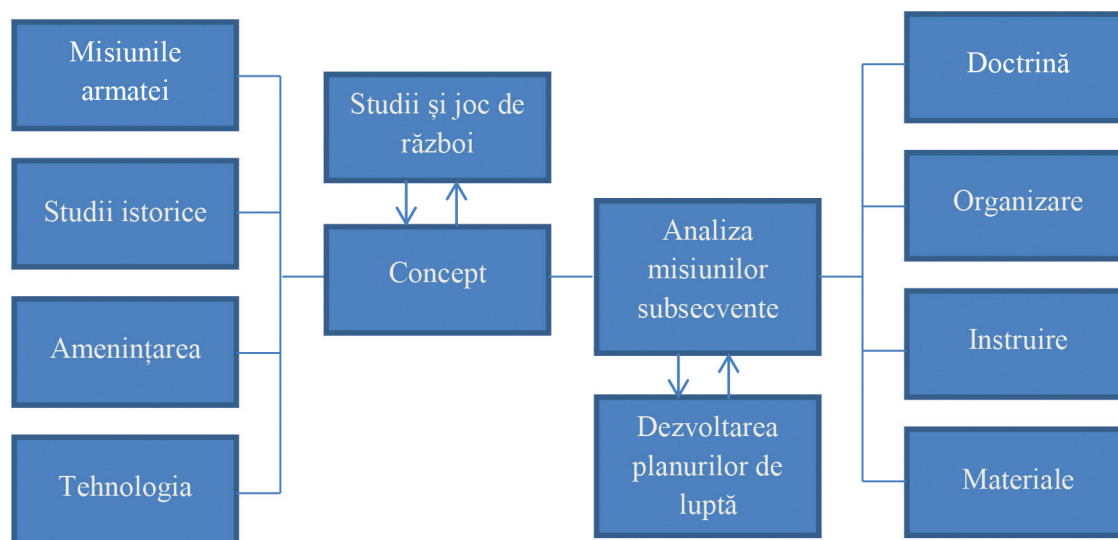 Misiunile
armatei
Studii istorice
Amenințarea
Tehnologia
Studii și joc de
război
Concept
Analiza
misiunilor
subsecvente
Dezvoltarea
planurilor de
luptă
Doctrină
Organizare
Instruire
Materiale